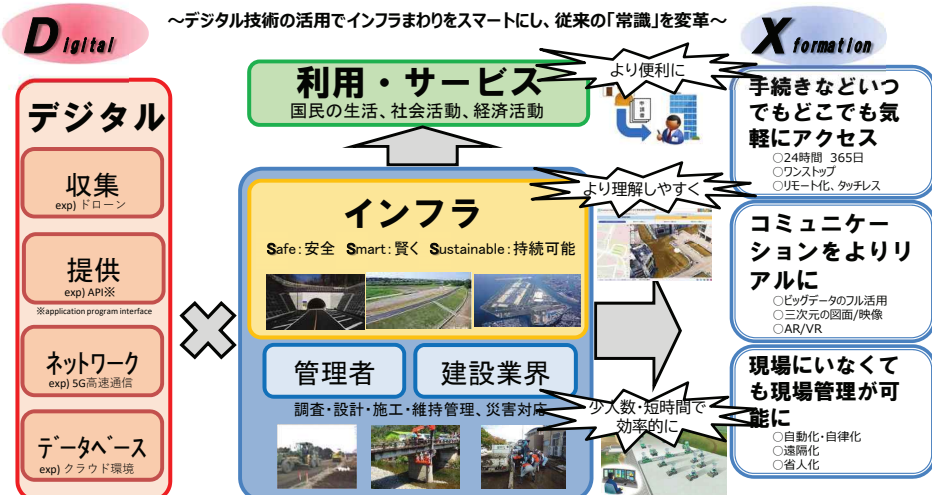 ～デジタル技術の活用でインフラまわりをスマートにし、従来の「常識」を変革～
Digital
X formation
デジタル
収集
exp) ドローン
提供
exp) API※
※application program interface
ネットワーク
exp) 5G高速通信
データベース
exp) クラウド環境
利用・サービス
国民の生活、社会活動、経済活動
インフラ
Safe：安全 Smart：賢く Sustainable：持続可能
管理者
建設業界
調査・設計・施工・維持管理、災害対応
より便利に
申請書
より理解しやすく
少人数・短時間で
効率的に
手続きなどいつ
でもどこでも気
軽にアクセス
○24時間 365日
○ワンストップ
○リモート化、タッチレス
コミュニケー
ションをよりリ
アルに
○ビッグデータのフル活用
○三次元の図面/映像
○AR/VR
現場にいなくて
も現場管理が可
能に
○自動化・自律化
○遠隔化
○省人化